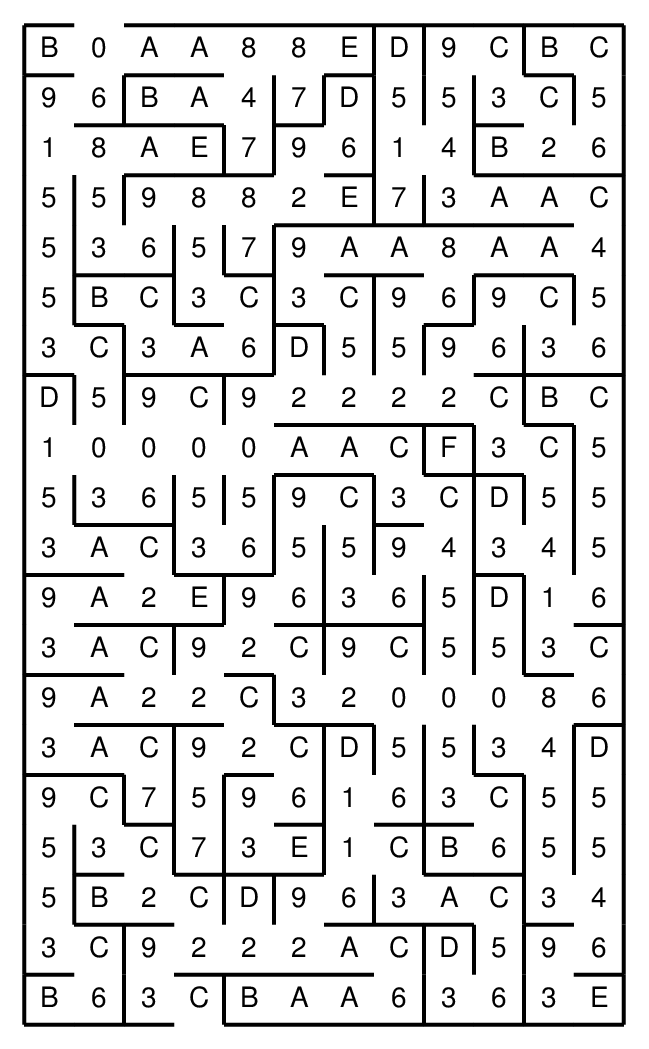 B 0 A A 8 8 E D 9 C B C
9 6 B A 4 7 D 5 5 3 C 5
1 8 A E 7 9 6 1 4 B 2 6
5 5 9 8 8 2 E 7 3 A A C
5 3 6 5 7 9 A A 8 A A 4
5 B C 3 C 3 C 9 6 9 C 5
3 C 3 A 6 D 5 5 9 6 3 6
D 5 9 C 9 2 2 2 2 C B C
1 0 0 0 0 A A C F 3 C 5
5 3 6 5 5 9 C 3 C D 5 5
3 A C 3 6 5 5 9 4 3 4 5
9 A 2 E 9 6 3 6 5 D 1 6
3 A C 9 2 C 9 C 5 5 3 C
9 A 2 2 C 3 2 0 0 0 8 6
3 A C 9 2 C D 5 5 3 4 D
9 C 7 5 9 6 1 6 3 C 5 5
5 3 C 7 3 E 1 C B 6 5 5
5 B 2 C D 9 6 3 A C 3 4
3 C 9 2 2 2 A C D 5 9 6
B 6 3 C B A A 6 3 6 3 E